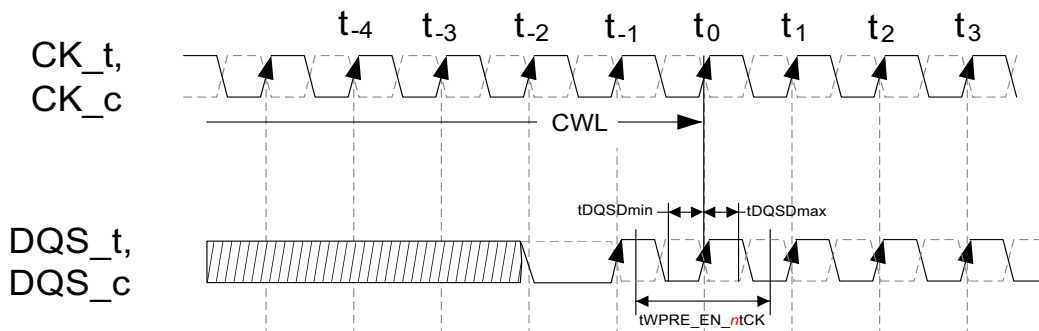 t-4 t-3 t-2 t-1 t0 t1 t2 t3
CK_t,
CK_c
CWL
tDQSDmin tDQSDmax
DQS_t,
DQS_c
tWPRE_EN_ntCK